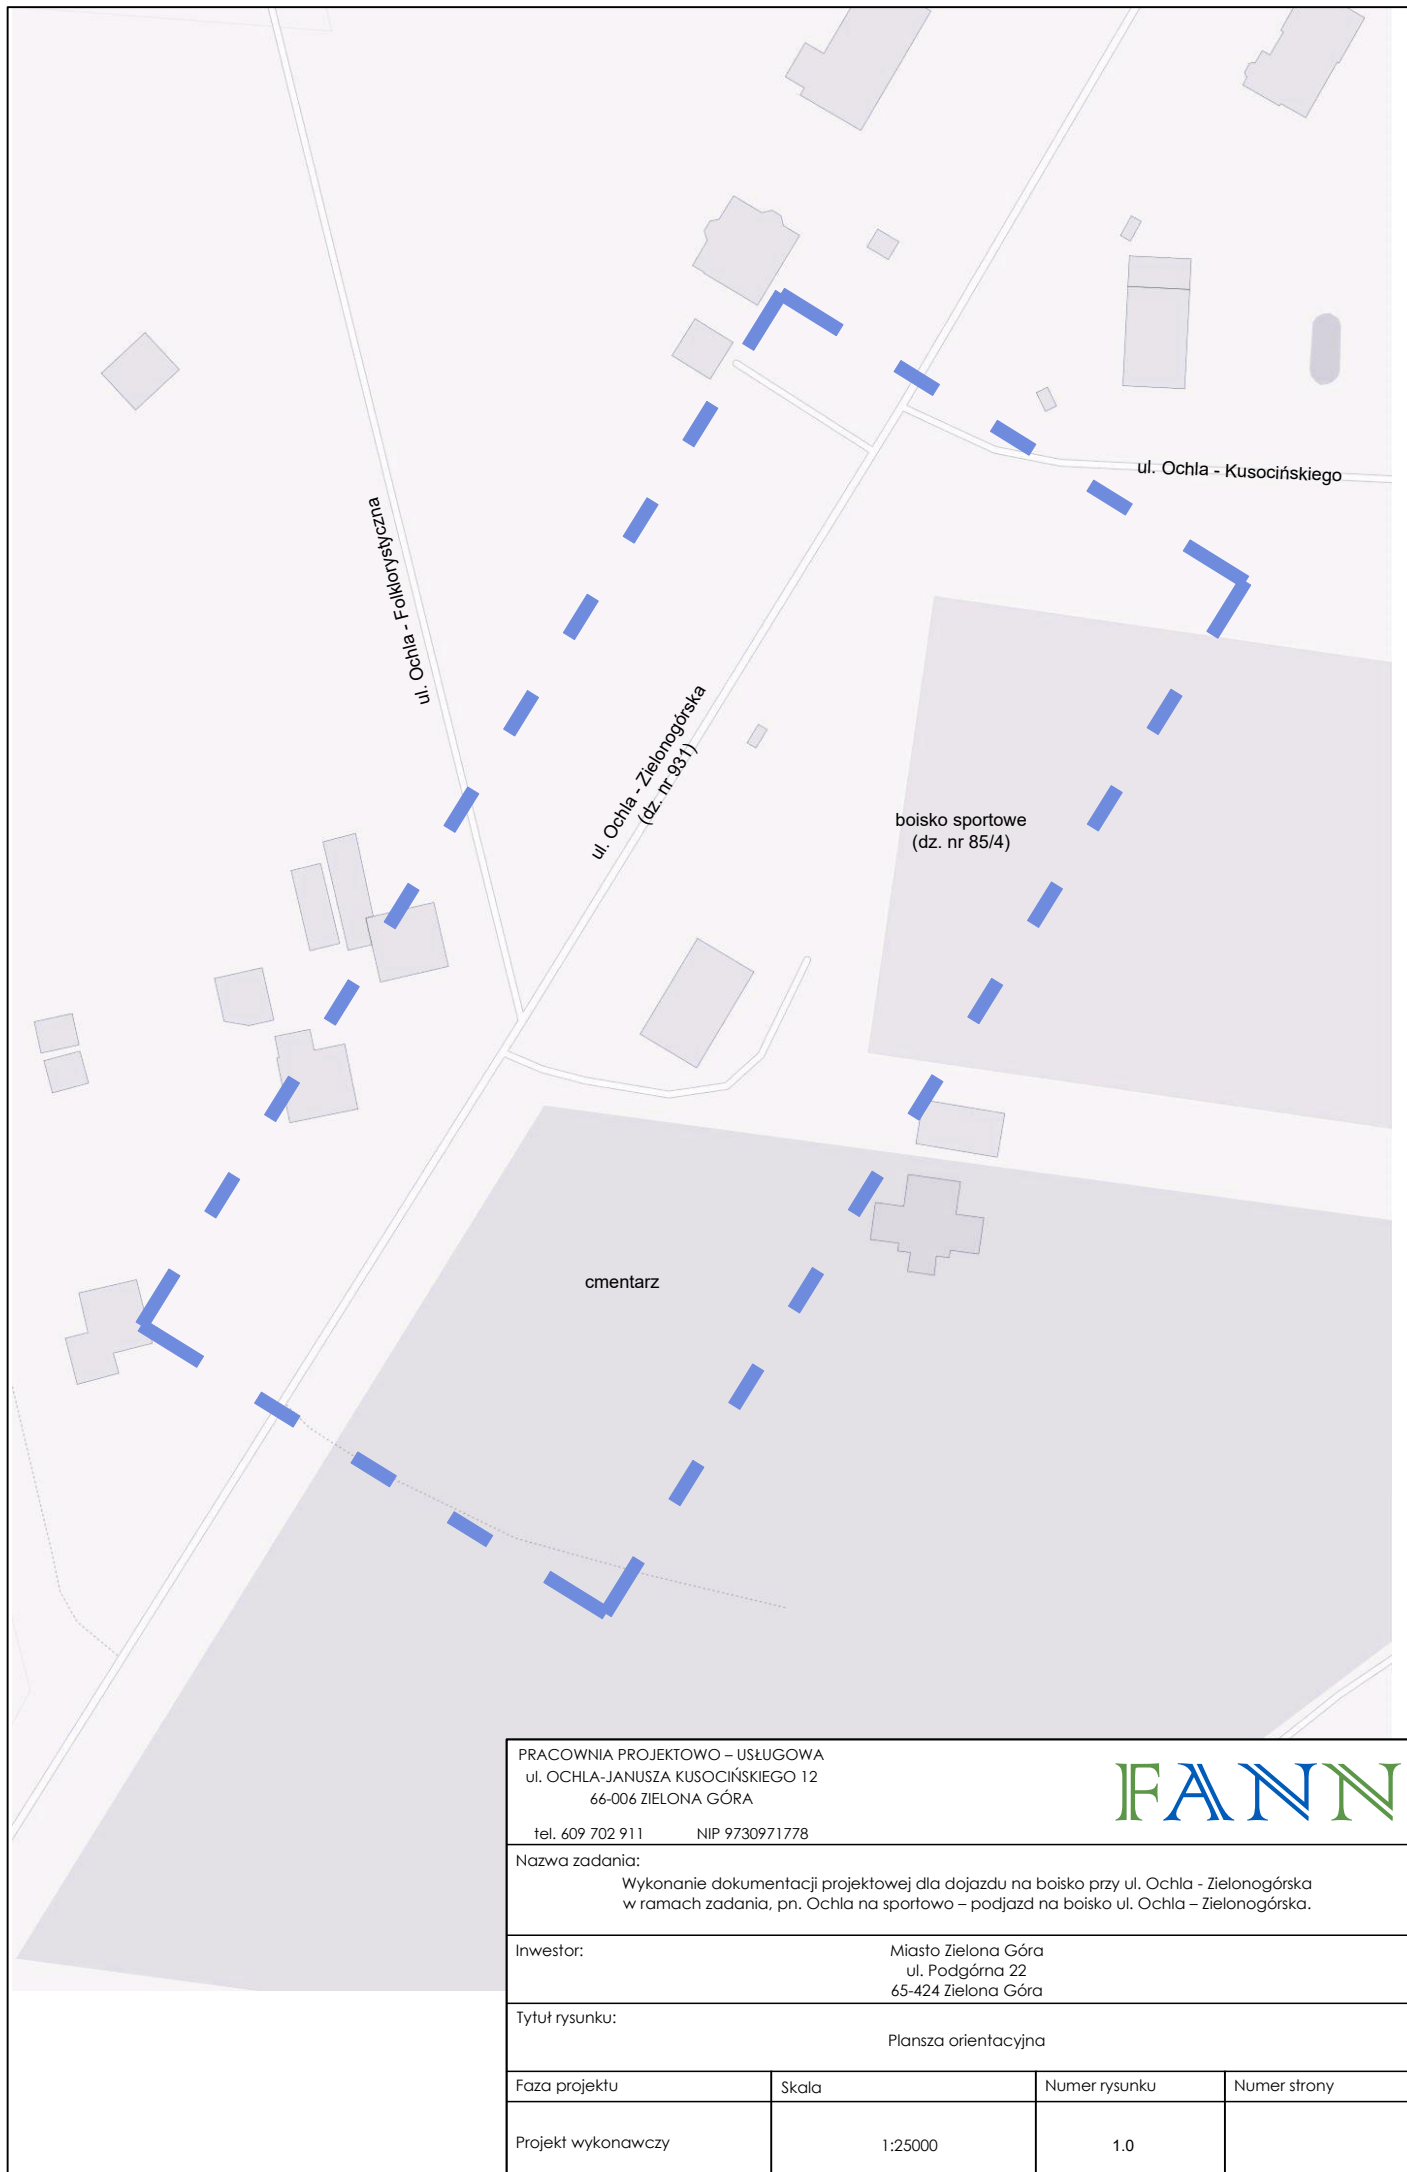 ul. Ochla - Kusocińskiego
ul. Ochla - Folklorystyczna
ul. Ochla - Zielonogórska
(dz. nr 931)
boisko sportowe
(dz. nr 85/4)
cmentarz
PRACOWNIA PROJEKTOWO – USŁUGOWA
ul. OCHLA-JANUSZA KUSOCIŃSKIEGO 12
66-006 ZIELONA GÓRA
tel. 609 702 911 NIP 9730971778
FANN
Nazwa zadania:
Wykonanie dokumentacji projektowej dla dojazdu na boisko przy ul. Ochla - Zielonogórska
w ramach zadania, pn. Ochla na sportowo – podjazd na boisko ul. Ochla – Zielonogórska.
Inwestor:
Miasto Zielona Góra
ul. Podgórna 22
65-424 Zielona Góra
Tytuł rysunku:
Plansza orientacyjna
Faza projektu Skala Numer rysunku Numer strony
Projekt wykonawczy 1:25000 1.0